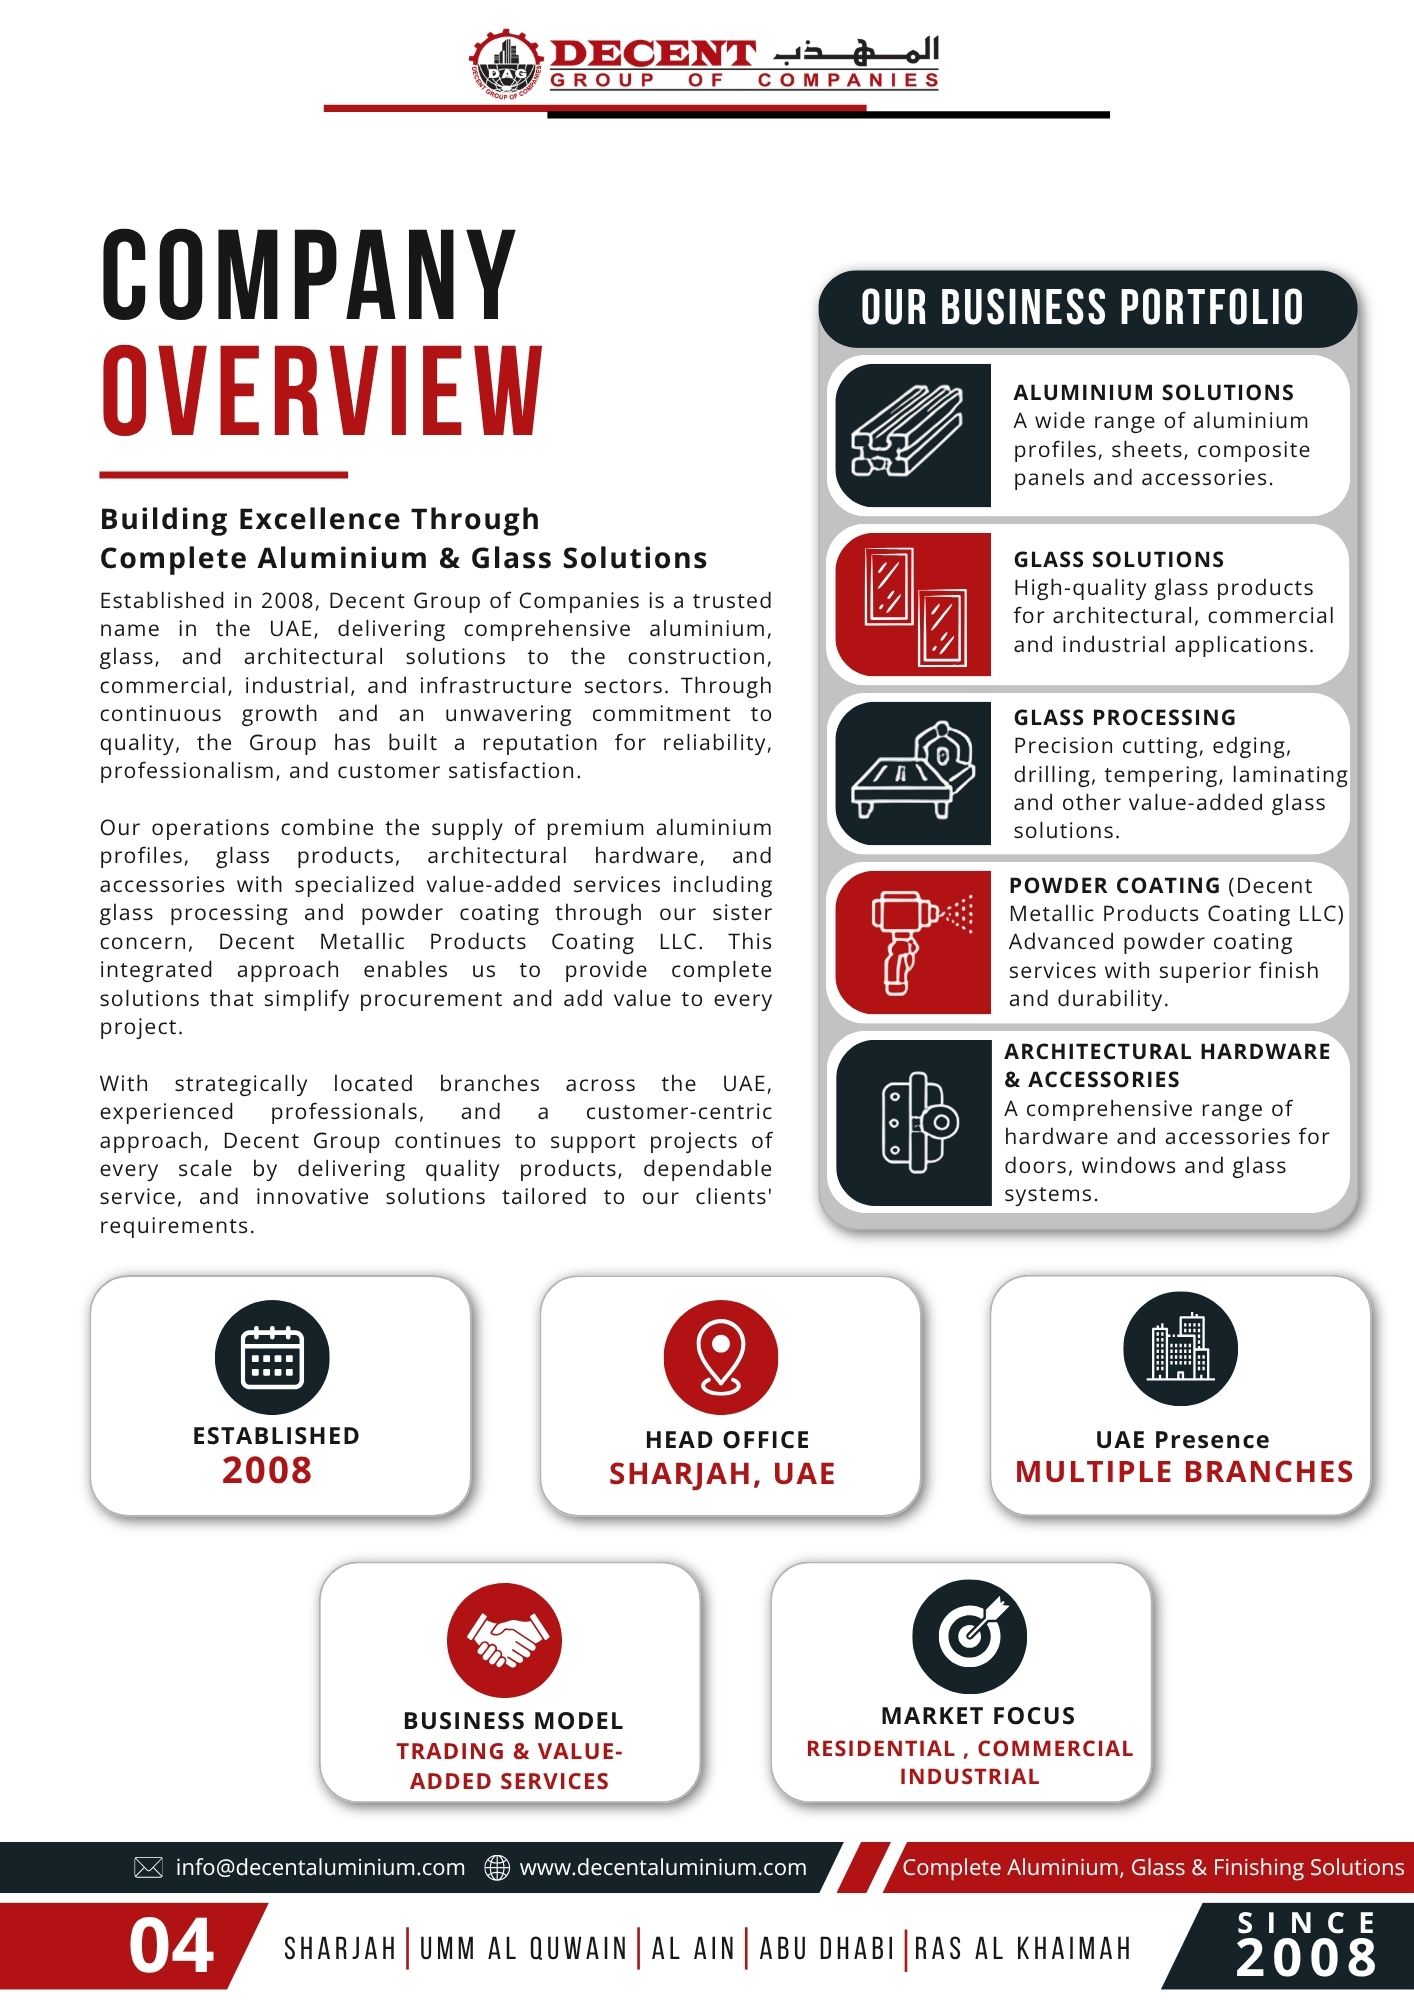 DECENT المهذب
GROUP OF COMPANIES
DAG
DECENT GROUP OF COMPANIES
COMPANY
OVERVIEW
Building Excellence Through
Complete Aluminium & Glass Solutions
Established in 2008, Decent Group of Companies is a trusted
name in the UAE, delivering comprehensive aluminium,
glass, and architectural solutions to the construction,
commercial, industrial, and infrastructure sectors. Through
continuous growth and an unwavering commitment to
quality, the Group has built a reputation for reliability,
professionalism, and customer satisfaction.
Our operations combine the supply of premium aluminium
profiles, glass products, architectural hardware, and
accessories with specialized value-added services including
glass processing and powder coating through our sister
concern, Decent Metallic Products Coating LLC. This
integrated approach enables us to provide complete
solutions that simplify procurement and add value to every
project.
With strategically located branches across the UAE,
experienced professionals, and a customer-centric
approach, Decent Group continues to support projects of
every scale by delivering quality products, dependable
service, and innovative solutions tailored to our clients'
requirements.
OUR BUSINESS PORTFOLIO
ALUMINIUM SOLUTIONS
A wide range of aluminium
profiles, sheets, composite
panels and accessories.
GLASS SOLUTIONS
High-quality glass products
for architectural, commercial
and industrial applications.
GLASS PROCESSING
Precision cutting, edging,
drilling, tempering, laminating
and other value-added glass
solutions.
POWDER COATING (Decent
Metallic Products Coating LLC)
Advanced powder coating
services with superior finish
and durability.
ARCHITECTURAL HARDWARE
& ACCESSORIES
A comprehensive range of
hardware and accessories for
doors, windows and glass
systems.
ESTABLISHED
2008
HEAD OFFICE
SHARJAH, UAE
UAE Presence
MULTIPLE BRANCHES
BUSINESS MODEL
TRADING & VALUE-
ADDED SERVICES
MARKET FOCUS
RESIDENTIAL , COMMERCIAL
INDUSTRIAL
info@decentaluminium.com www.decentaluminium.com Complete Aluminium, Glass & Finishing Solutions
04 SHARJAH UMM AL QUWAIN AL AIN ABU DHABI RAS AL KHAIMAH
SINCE
2008